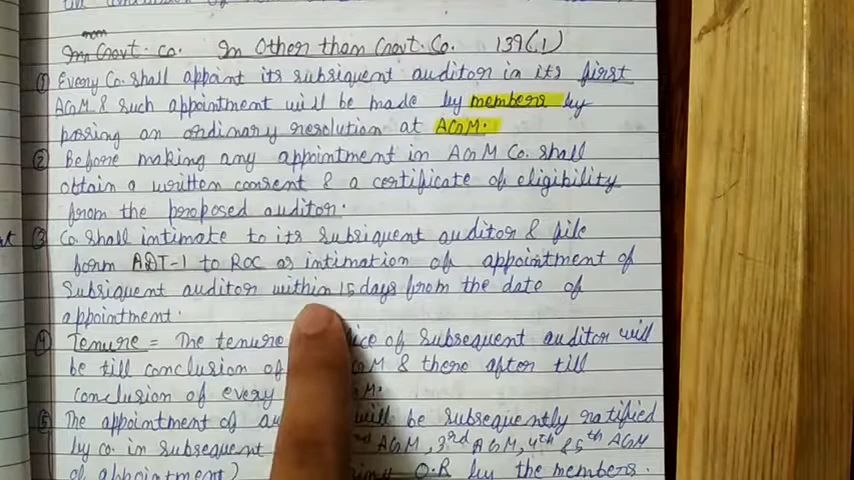 non
In Govt. co. In Other than Govt. Co. 139(1)
① Every Co. shall appoint its subsiquent auditor in its first
AGM & such appointment will be made by members by
passing an ordinary resolution at AGM.
② Before making any appointment in AGM Co. shall
obtain a written consent & a certificate of eligibility
from the proposed auditor.
③ Co. shall intimate to its subsiquent auditor & file
form ADT-1 to ROC as intimation of appointment of
Subsiquent auditor within 15 days from the date of
appointment.
④ Tenure = The tenure of subsequent auditor will
be till conclusion of & there after till
conclusion of every
⑤ The appointment of will be subsequently ratified
by co. in subsequent AGM, 3rd AGM, 4th & 5th AGM
of appointment) O.R by the members.